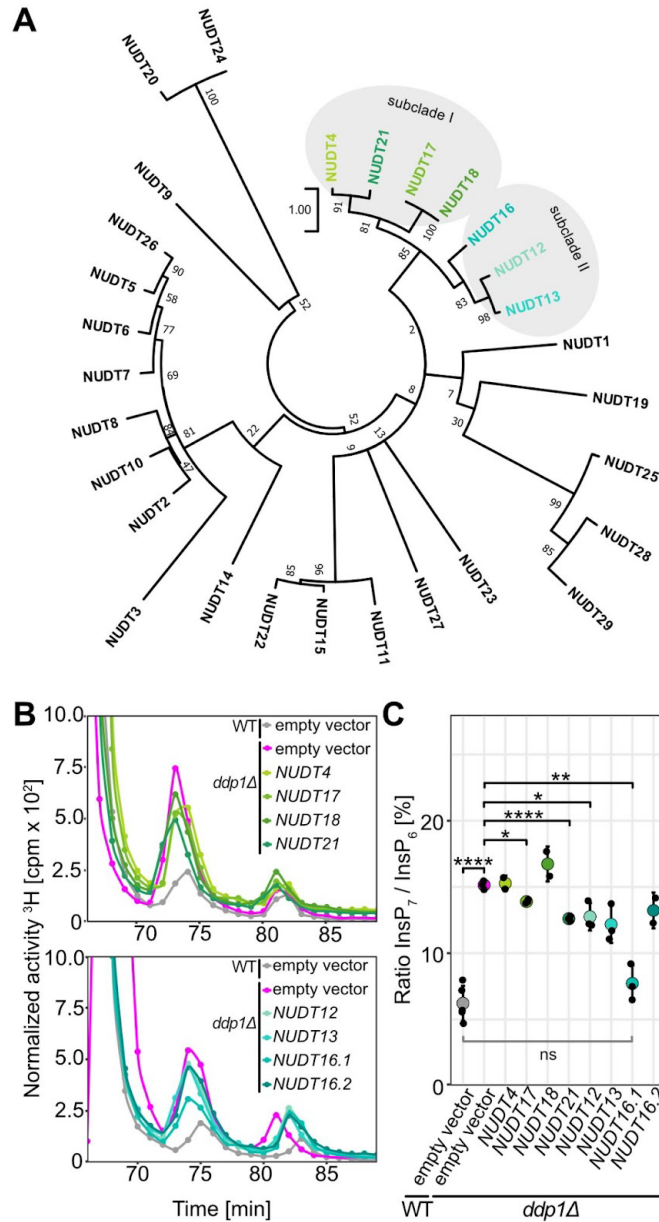 A
NUDT20
NUDT24
100
NUDT9
52
subclade I
NUDT4
NUDT21
NUDT17
NUDT18
91
81
100
85
1.00
NUDT16
subclade II
NUDT12
NUDT13
83
98
NUDT26
90
NUDT5
58
NUDT6
77
NUDT7
69
NUDT8
84
81
NUDT10
47
NUDT2
NUDT3
22
NUDT14
52
9
13
8
2
NUDT1
7
NUDT19
30
NUDT25
99
NUDT28
85
NUDT29
85
96
NUDT22
NUDT15
NUDT11
NUDT27
NUDT23
B
Normalized activity ³H [cpm x 10²]
10.0
7.5
5.0
2.5
0
70 75 80 85
WT empty vector
ddp1Δ empty vector
NUDT4
NUDT17
NUDT18
NUDT21
10.0
7.5
5.0
2.5
0
70 75 80 85
WT empty vector
ddp1Δ empty vector
NUDT12
NUDT13
NUDT16.1
NUDT16.2
Time [min]
C
Ratio InsP₇ / InsP₆ [%]
20
10
0
**
*
****
*
****
ns
empty vector
empty vector
NUDT4
NUDT17
NUDT18
NUDT21
NUDT12
NUDT13
NUDT16.1
NUDT16.2
WT ddp1Δ